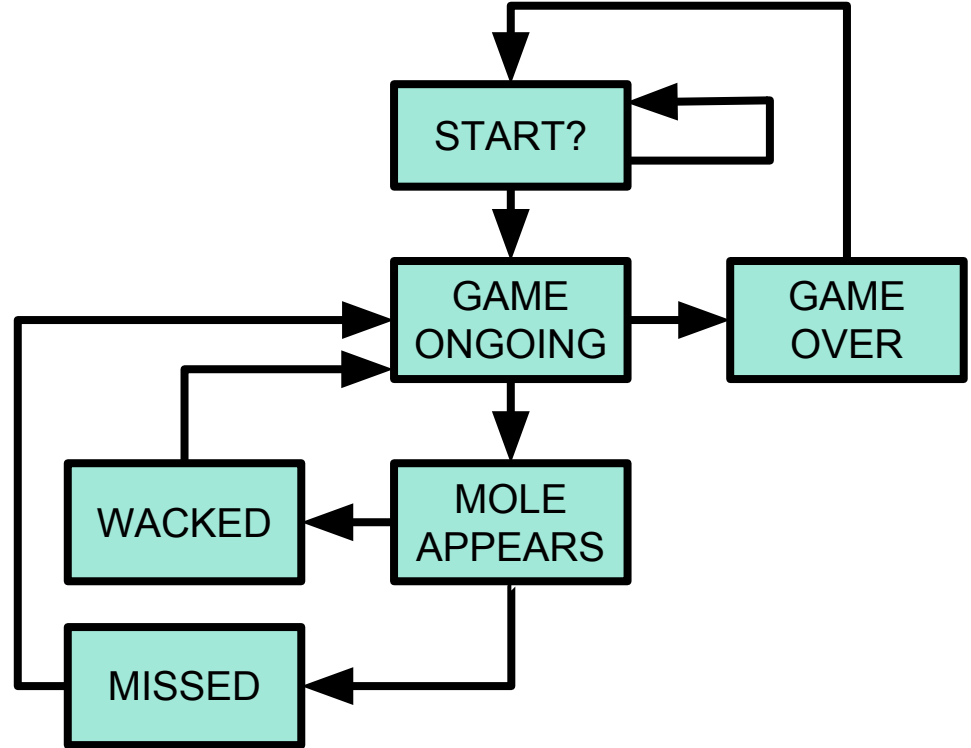 START?
GAME
ONGOING
GAME
OVER
MOLE
APPEARS
WACKED
MISSED